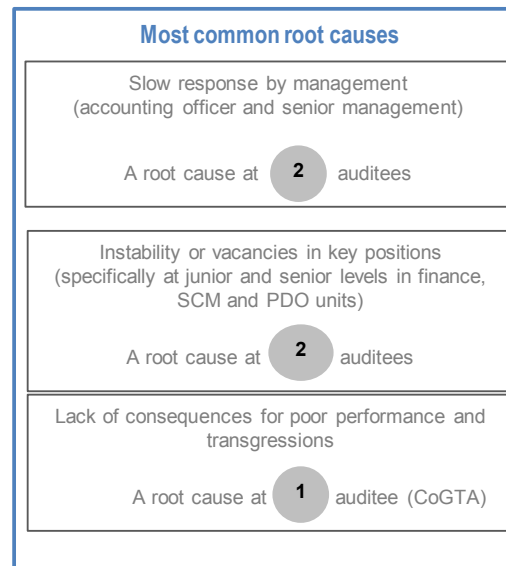 Most common root causes
Slow response by management
(accounting officer and senior management)
A root cause at 2 auditees
Instability or vacancies in key positions
(specifically at junior and senior levels in finance,
SCM and PDO units)
A root cause at 2 auditees
Lack of consequences for poor performance and
transgressions
A root cause at 1 auditee (CoGTA)